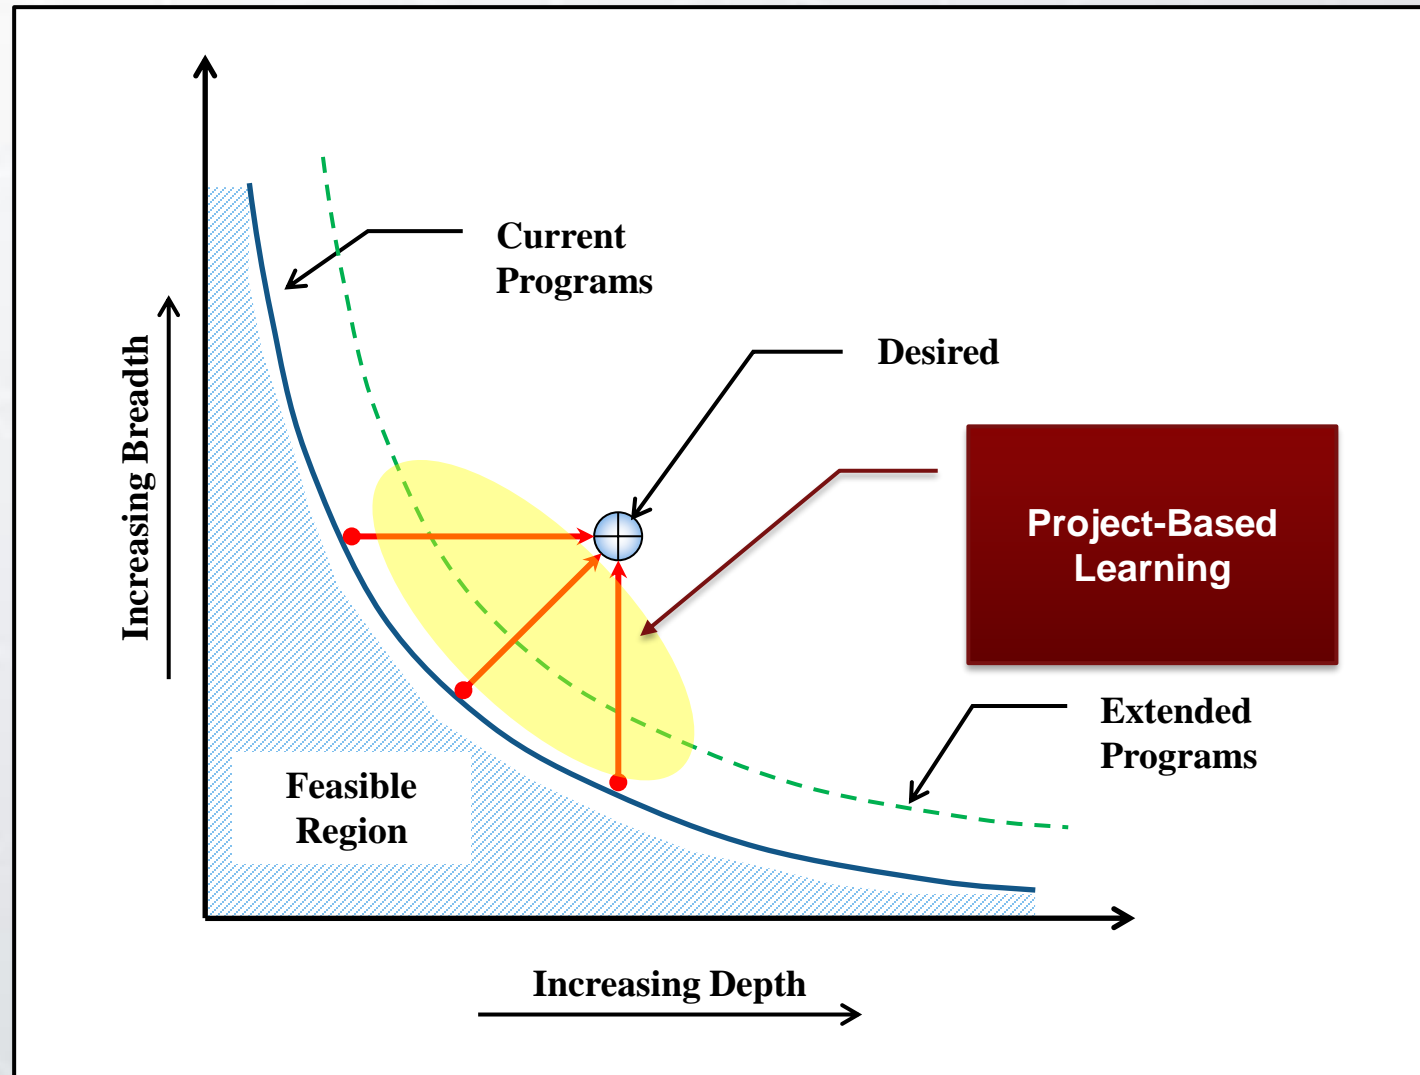 Current
Programs
Desired
Increasing Breadth
Project-Based
Learning
Extended
Programs
Feasible
Region
Increasing Depth